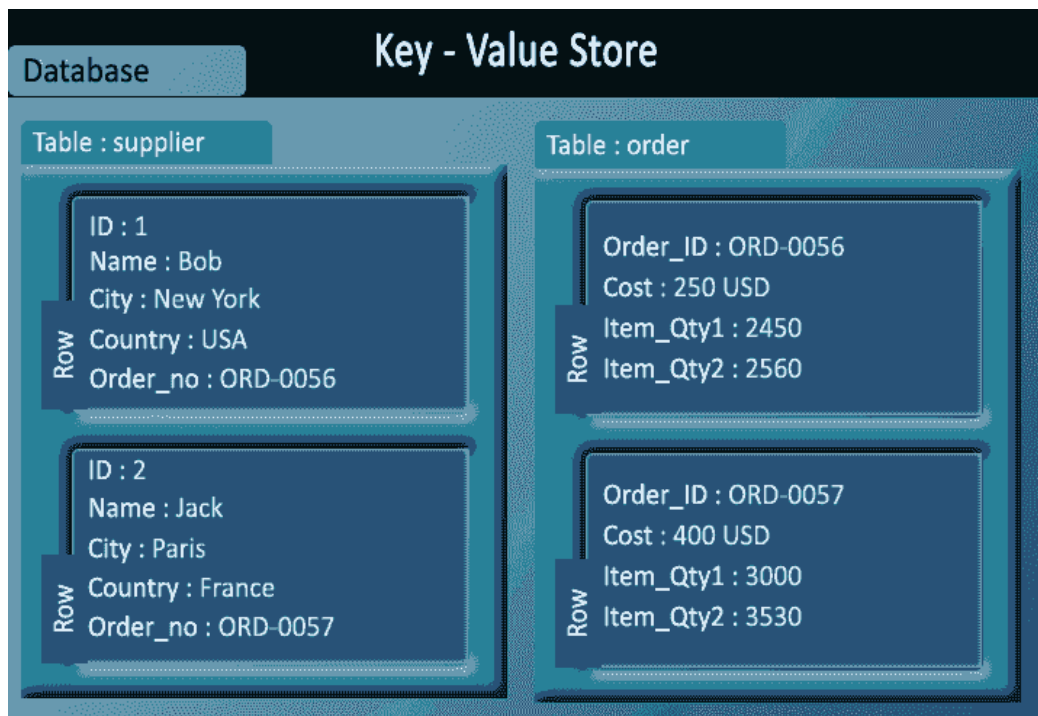 Key - Value Store
Database
Table : supplier
Row
ID : 1
Name : Bob
City : New York
Country : USA
Order_no : ORD-0056
Row
ID : 2
Name : Jack
City : Paris
Country : France
Order_no : ORD-0057
Table : order
Row
Order_ID : ORD-0056
Cost : 250 USD
Item_Qty1 : 2450
Item_Qty2 : 2560
Row
Order_ID : ORD-0057
Cost : 400 USD
Item_Qty1 : 3000
Item_Qty2 : 3530